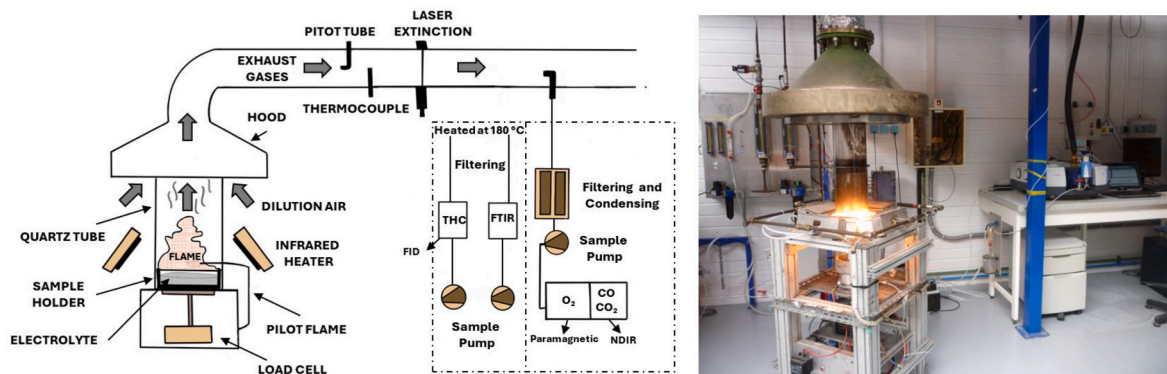 LASER
EXTINCTION
PITOT TUBE
EXHAUST
GASES
THERMOCOUPLE
HOOD
Heated at 180 °C
Filtering
Filtering and
Condensing
DILUTION AIR
THC
FTIR
QUARTZ TUBE
INFRARED
HEATER
FID
Sample
Pump
FLAME
SAMPLE
HOLDER
O₂
CO
CO₂
PILOT FLAME
Sample
Pump
ELECTROLYTE
Paramagnetic
NDIR
LOAD CELL